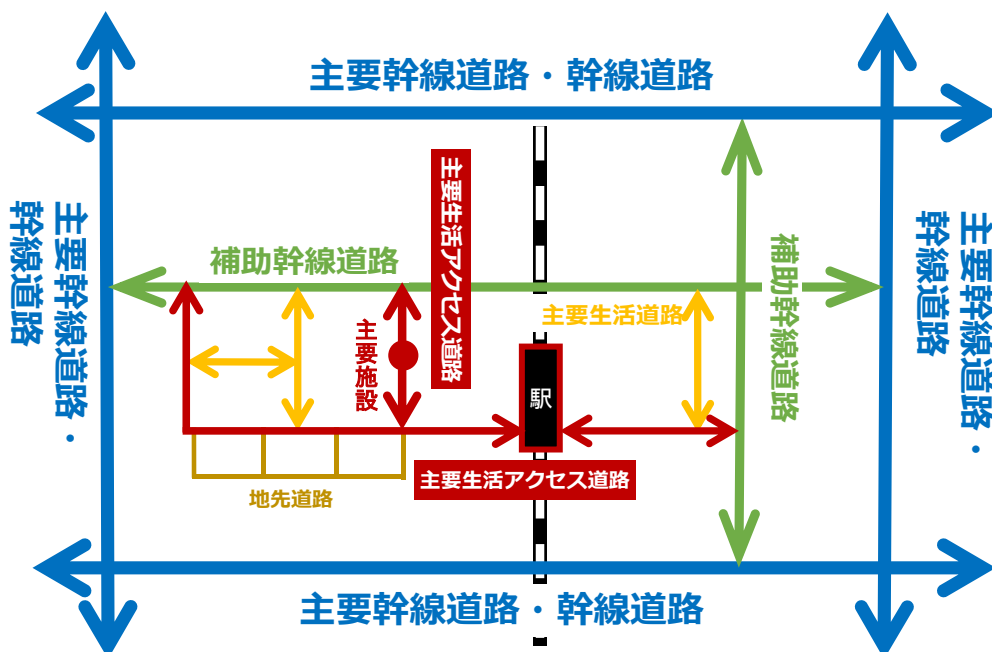 主要幹線道路・幹線道路
主要幹線道路・
幹線道路
主要生活アクセス道路
補助幹線道路
主要幹線道路・
幹線道路
補助幹線道路
主要生活道路
主要施設
駅
主要生活アクセス道路
地先道路
主要幹線道路・幹線道路